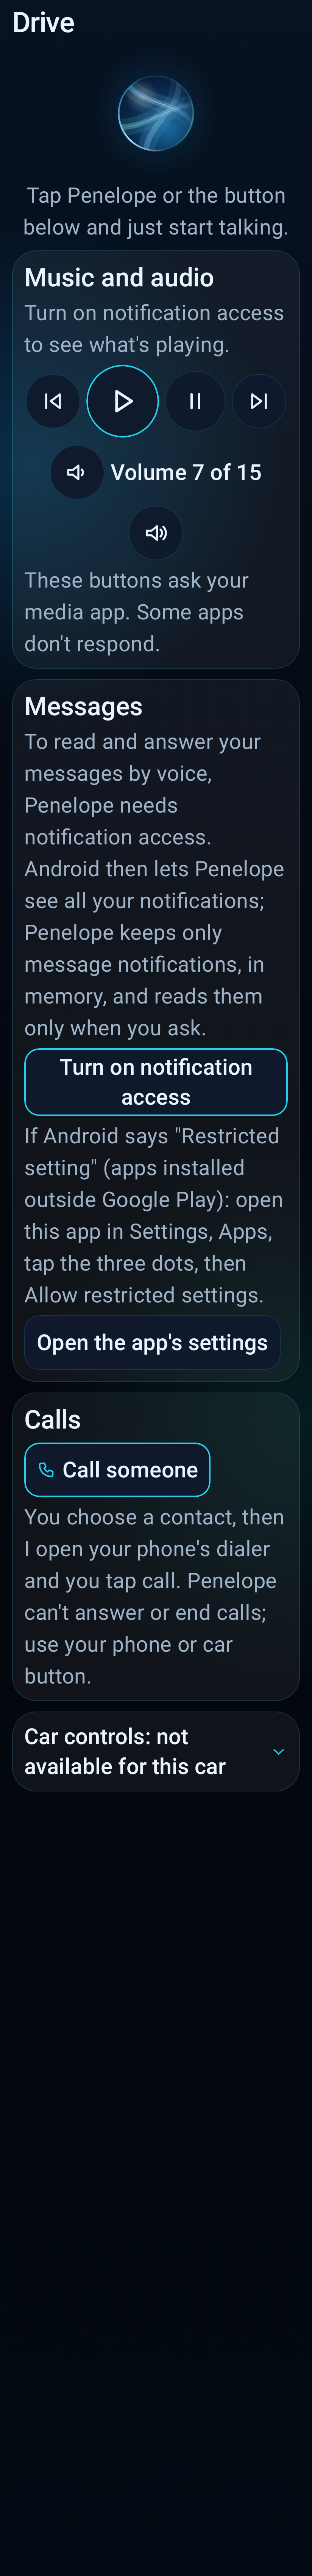 Drive
Tap Penelope or the button
below and just start talking.
Music and audio
Turn on notification access
to see what's playing.
Volume 7 of 15
These buttons ask your
media app. Some apps
don't respond.
Messages
To read and answer your
messages by voice,
Penelope needs
notification access.
Android then lets Penelope
see all your notifications;
Penelope keeps only
message notifications, in
memory, and reads them
only when you ask.
Turn on notification
access
If Android says "Restricted
setting" (apps installed
outside Google Play): open
this app in Settings, Apps,
tap the three dots, then
Allow restricted settings.
Open the app's settings
Calls
Call someone
You choose a contact, then
I open your phone's dialer
and you tap call. Penelope
can't answer or end calls;
use your phone or car
button.
Car controls: not
available for this car